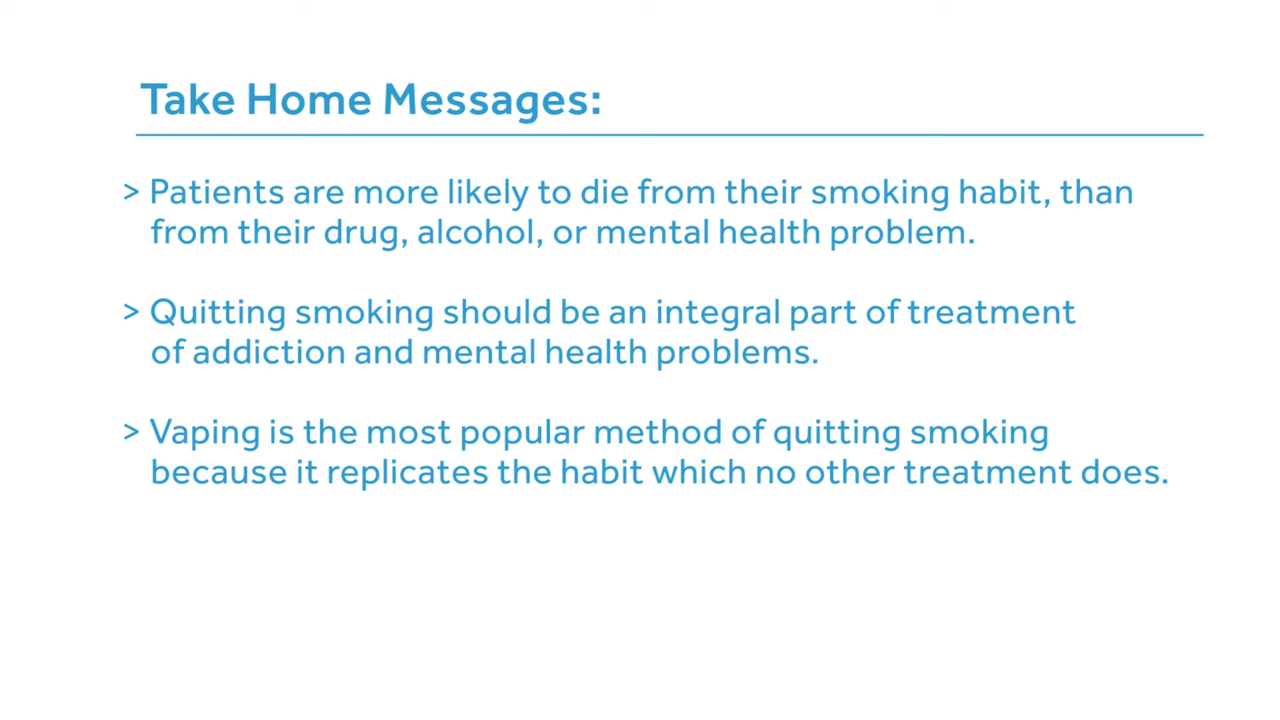 Take Home Messages:
> Patients are more likely to die from their smoking habit, than
from their drug, alcohol, or mental health problem.
> Quitting smoking should be an integral part of treatment
of addiction and mental health problems.
> Vaping is the most popular method of quitting smoking
because it replicates the habit which no other treatment does.